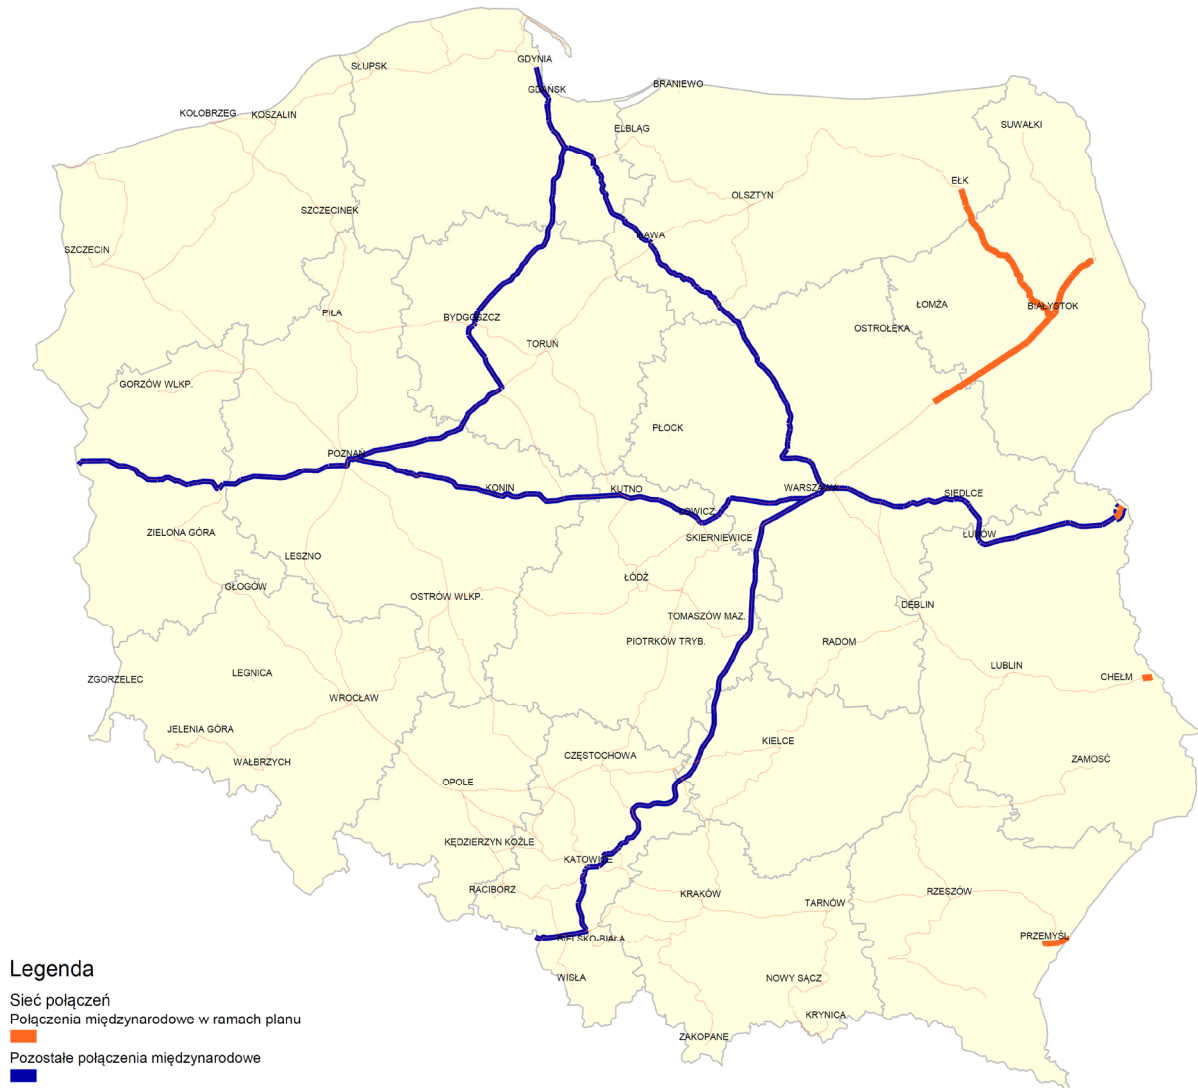 GDYNIA
SŁUPSK
BRANIEWO
GDAŃSK
KOŁOBRZEG
KOSZALIN
SUWAŁKI
ELBLĄG
EŁK
OLSZTYN
SZCZECINEK
SZCZECIN
BIAŁYSTOK
ŁOMŻA
PIŁA
BYDGOSZCZ
OSTROŁĘKA
TORUŃ
GORZÓW WLKP.
PŁOCK
POZNAŃ
KONIN
KUTNO
WARSZAWA
SIEDLCE
ŁOWICZ
ZIELONA GÓRA
ŁUKÓW
SKIERNIEWICE
LESZNO
ŁÓDŹ
GŁOGÓW
OSTRÓW WLKP.
DĘBLIN
TOMASZÓW MAZ.
PIOTRKÓW TRYB.
RADOM
LUBLIN
LEGNICA
CHEŁM
ZGORZELEC
WROCŁAW
JELENIA GÓRA
KIELCE
CZĘSTOCHOWA
ZAMOŚĆ
WAŁBRZYCH
OPOLE
KĘDZIERZYN KOŹLE
KATOWICE
RACIBÓRZ
KRAKÓW
RZESZÓW
TARNÓW
PRZEMYŚL
BIELSKO-BIAŁA
WISŁA
NOWY SĄCZ
KRYNICA
ZAKOPANE
Legenda
Sieć połączeń
Połączenia międzynarodowe w ramach planu
Pozostałe połączenia międzynarodowe